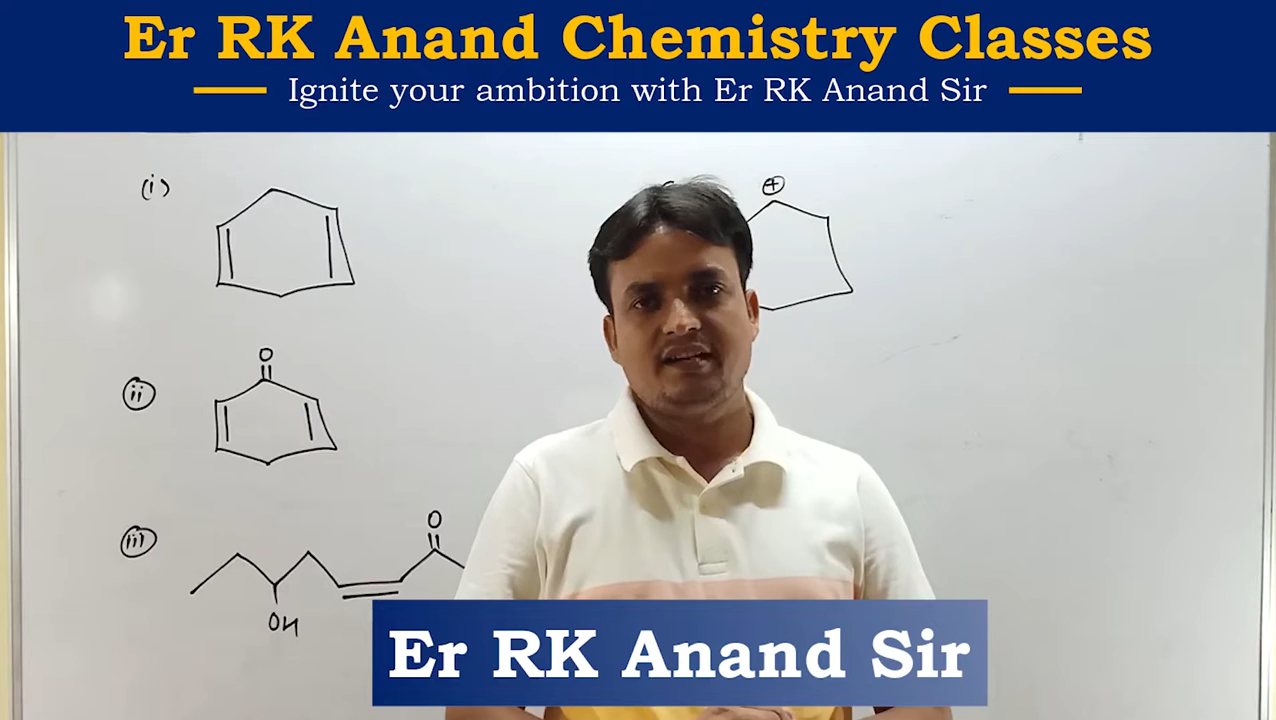 Er RK Anand Chemistry Classes
Ignite your ambition with Er RK Anand Sir
(i)
+
O
ii
iii
O
OH
Er RK Anand Sir